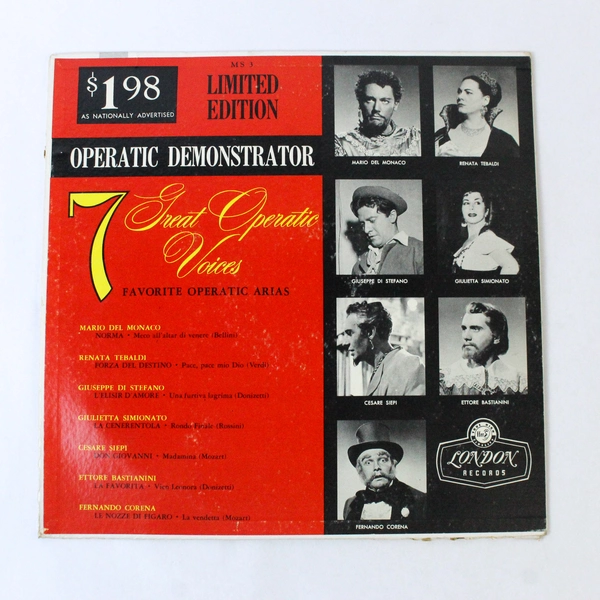 MS 3
$1.98
AS NATIONALLY ADVERTISED
LIMITED
EDITION
OPERATIC DEMONSTRATOR
7 Great Operatic
Voices
FAVORITE OPERATIC ARIAS
MARIO DEL MONACO
NORMA • Meco all'altar di venere (Bellini)
RENATA TEBALDI
FORZA DEL DESTINO • Pace, pace mio Dio (Verdi)
GIUSEPPE DI STEFANO
L'ELISIR D'AMORE • Una furtiva lagrima (Donizetti)
GIULIETTA SIMIONATO
LA CENERENTOLA • Rondo Finale (Rossini)
CESARE SIEPI
DON GIOVANNI • Madamina (Mozart)
ETTORE BASTIANINI
LA FAVORITA • Vien Leonora (Donizetti)
FERNANDO CORENA
LE NOZZE DI FIGARO • La vendetta (Mozart)
MARIO DEL MONACO
RENATA TEBALDI
GIUSEPPE DI STEFANO
GIULIETTA SIMIONATO
CESARE SIEPI
ETTORE BASTIANINI
FERNANDO CORENA
ffrr
LONDON
RECORDS